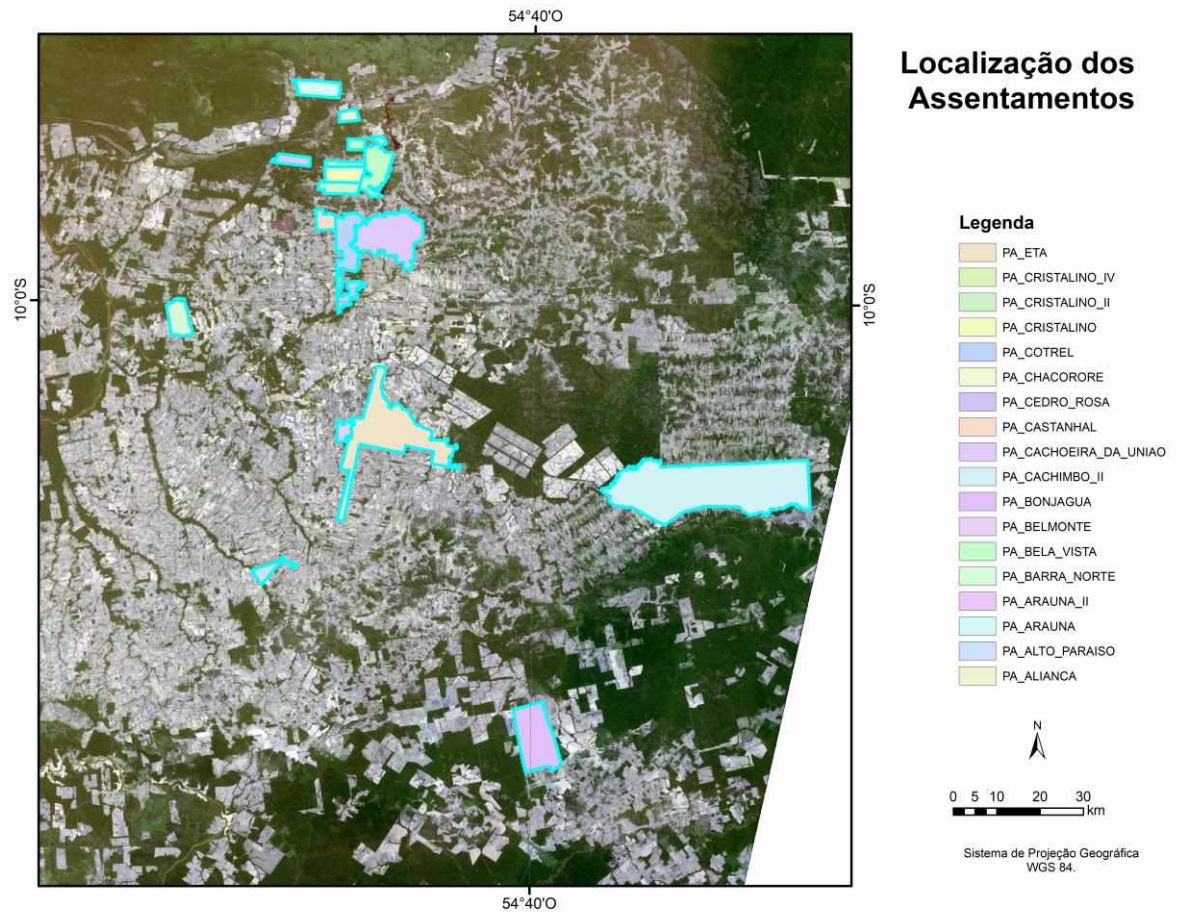 54°40'O
Localização dos
Assentamentos
10°0'S
10°0'S
Legenda
PA_ETA
PA_CRISTALINO_IV
PA_CRISTALINO_II
PA_CRISTALINO
PA_COTREL
PA_CHACORORE
PA_CEDRO_ROSA
PA_CASTANHAL
PA_CACHOEIRA_DA_UNIAO
PA_CACHIMBO_II
PA_BONJAGUA
PA_BELMONTE
PA_BELA_VISTA
PA_BARRA_NORTE
PA_ARAUNA_II
PA_ARAUNA
PA_ALTO_PARAISO
PA_ALIANCA
N
0 5 10 20 30
km
Sistema de Projeção Geográfica
WGS 84.
54°40'O